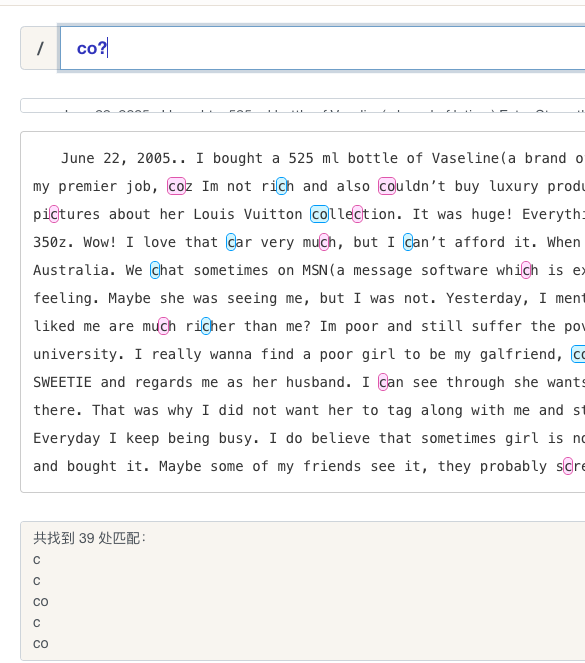 / co?
June 22, 2005.. I bought a 525 ml bottle of Vaseline(a brand o
my premier job, coz Im not rich and also couldn't buy luxury produ
pictures about her Louis Vuitton collection. It was huge! Everythi
350z. Wow! I love that car very much, but I can't afford it. When
Australia. We chat sometimes on MSN(a message software which is ex
feeling. Maybe she was seeing me, but I was not. Yesterday, I ment
liked me are much richer than me? Im poor and still suffer the pov
university. I really wanna find a poor girl to be my galfriend, co
SWEETIE and regards me as her husband. I can see through she wants
there. That was why I did not want her to tag along with me and st
Everyday I keep being busy. I do believe that sometimes girl is no
and bought it. Maybe some of my friends see it, they probably scre
共找到 39 处匹配：
c
c
co
c
co